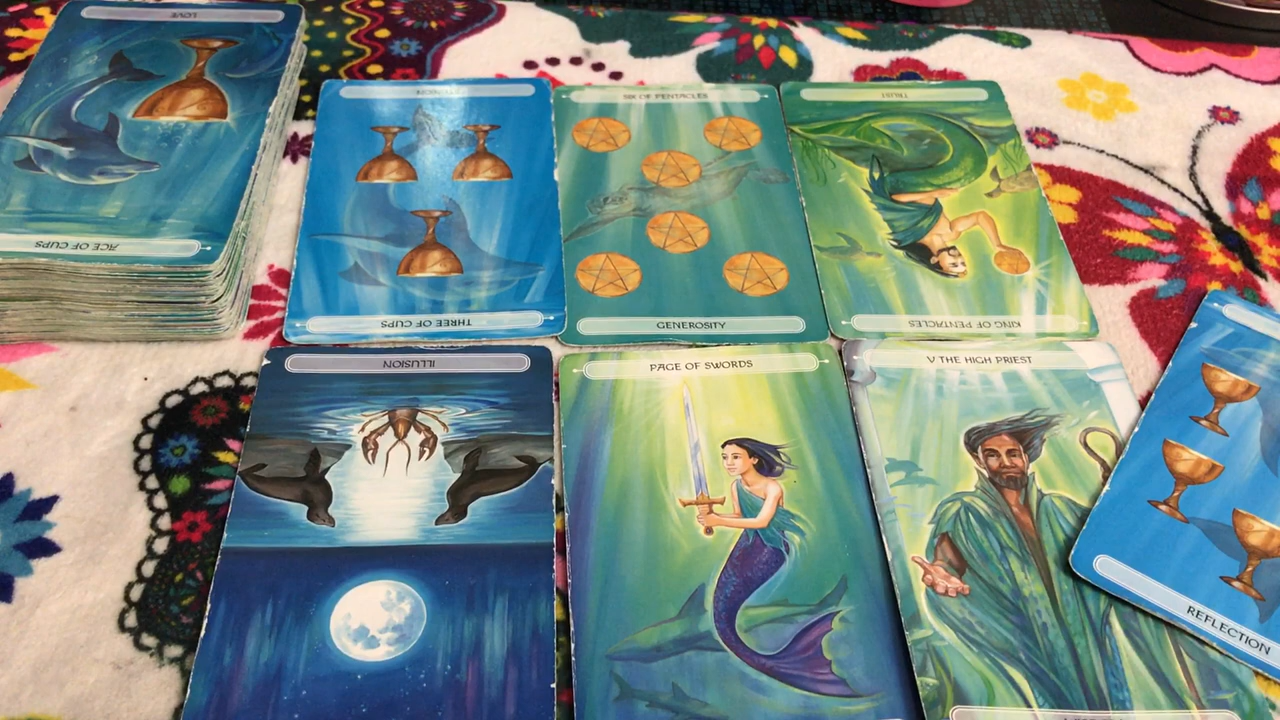 LOVE
ACE OF CUPS
THREE OF CUPS
SIX OF PENTACLES
GENEROSITY
TRUST
KING OF PENTACLES
ILLUSION
PAGE OF SWORDS
V THE HIGH PRIEST
REFLECTION